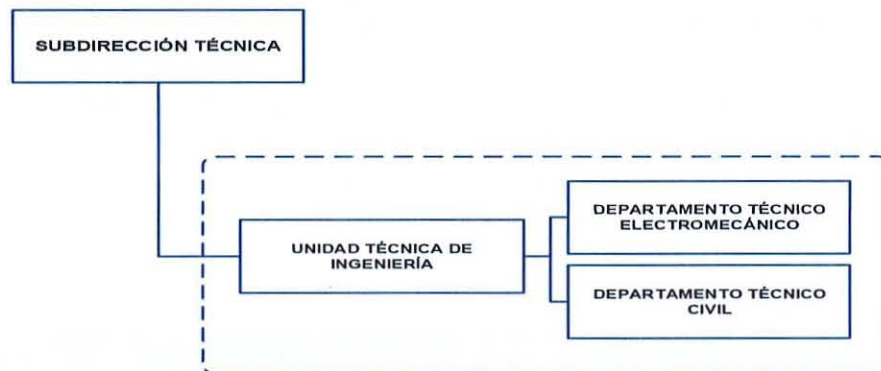 SUBDIRECCIÓN TÉCNICA
UNIDAD TÉCNICA DE
INGENIERÍA
DEPARTAMENTO TÉCNICO
ELECTROMECÁNICO
DEPARTAMENTO TÉCNICO
CIVIL